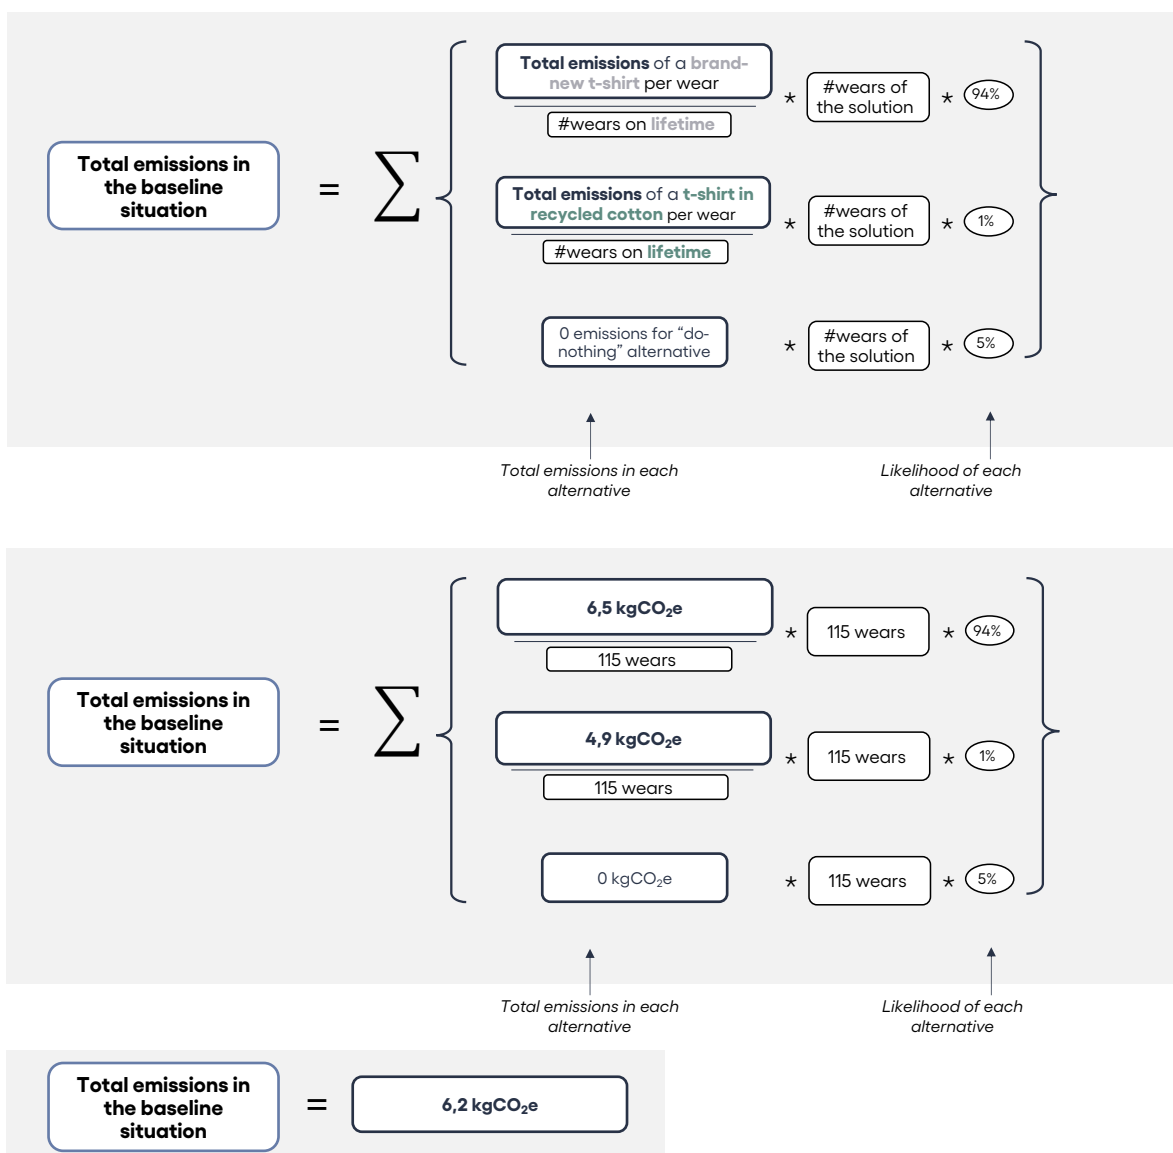 Total emissions of a brand-
new t-shirt per wear
#wears on lifetime
*
#wears of
the solution
*
94%
Total emissions in
the baseline
situation
=
∑
Total emissions of a t-shirt in
recycled cotton per wear
#wears on lifetime
*
#wears of
the solution
*
1%
0 emissions for “do-
nothing” alternative
*
#wears of
the solution
*
5%
Total emissions in each
alternative
Likelihood of each
alternative
6,5 kgCO₂e
115 wears
*
115 wears
*
94%
Total emissions in
the baseline
situation
=
∑
4,9 kgCO₂e
115 wears
*
115 wears
*
1%
0 kgCO₂e
*
115 wears
*
5%
Total emissions in each
alternative
Likelihood of each
alternative
Total emissions in
the baseline
situation
=
6,2 kgCO₂e